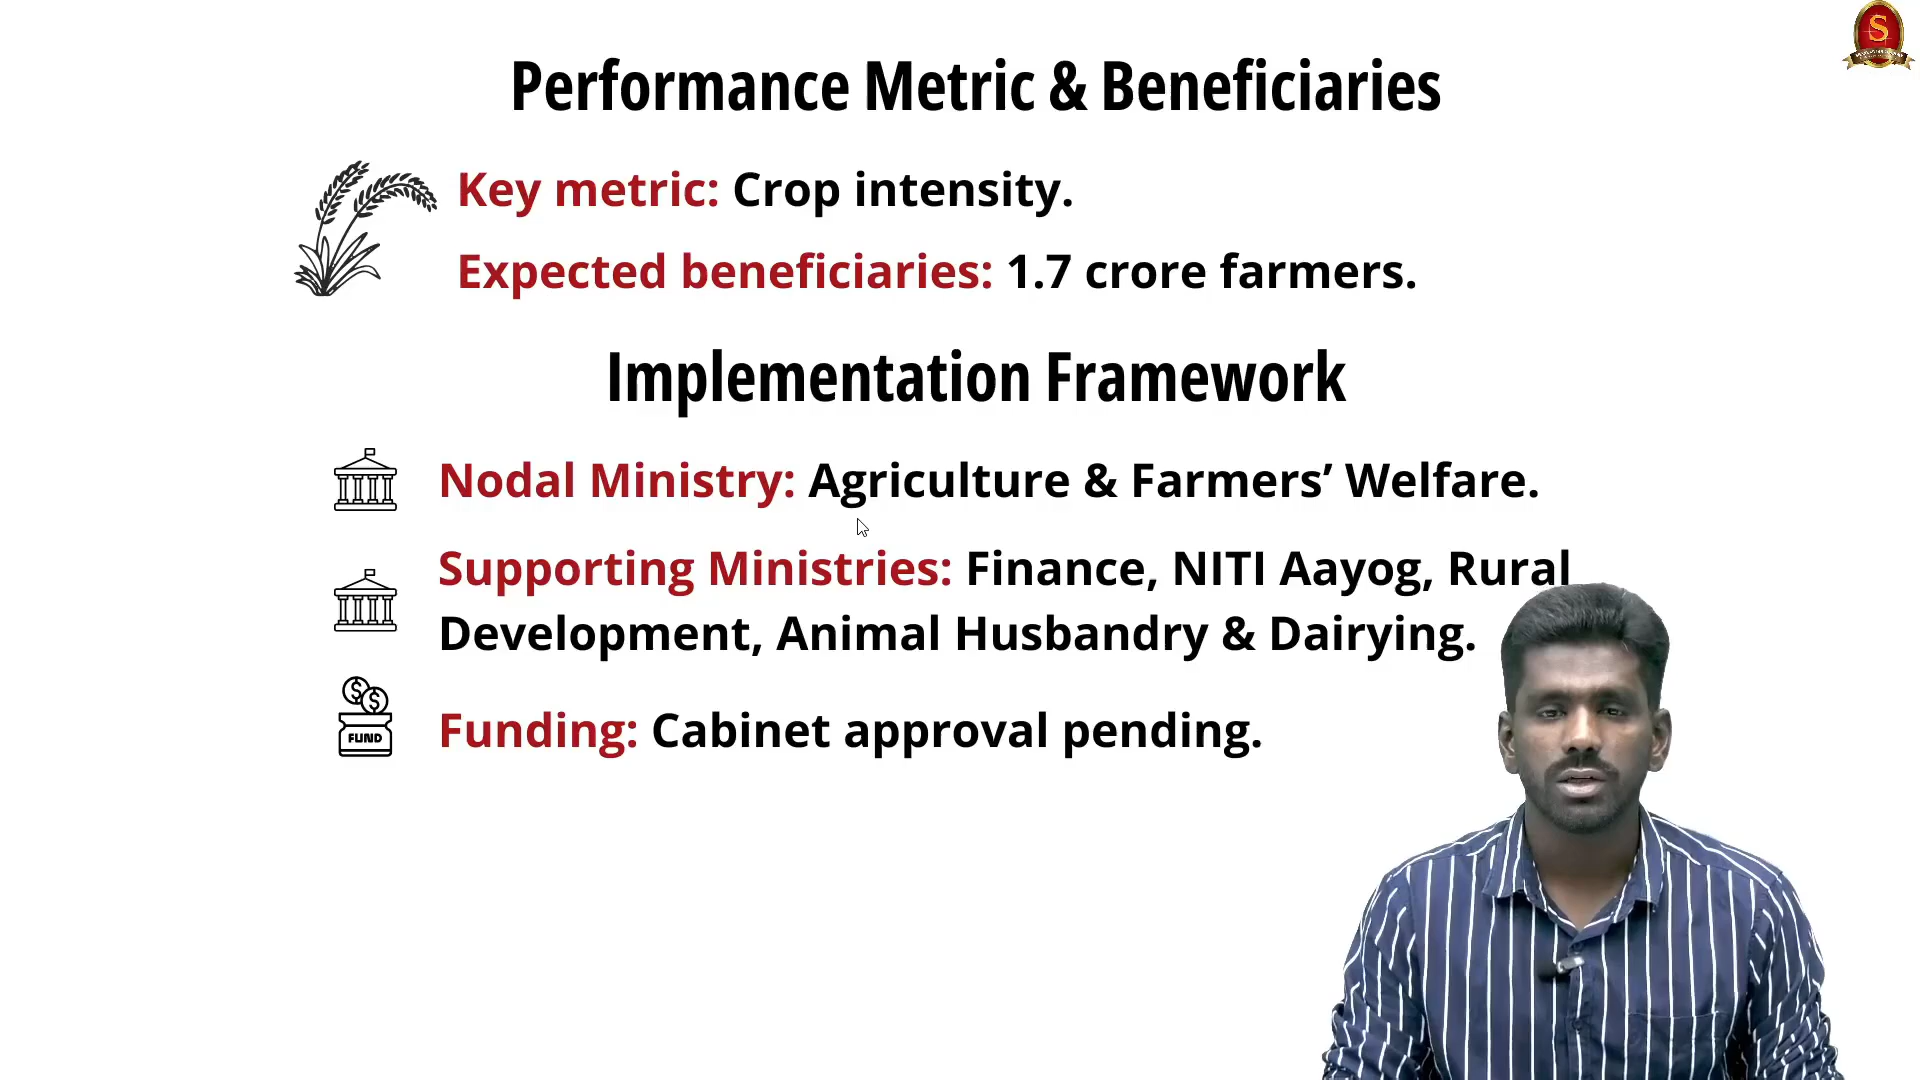 Performance Metric & Beneficiaries
Key metric: Crop intensity.
Expected beneficiaries: 1.7 crore farmers.
Implementation Framework
Nodal Ministry: Agriculture & Farmers’ Welfare.
Supporting Ministries: Finance, NITI Aayog, Rural
Development, Animal Husbandry & Dairying.
FUND
Funding: Cabinet approval pending.
S